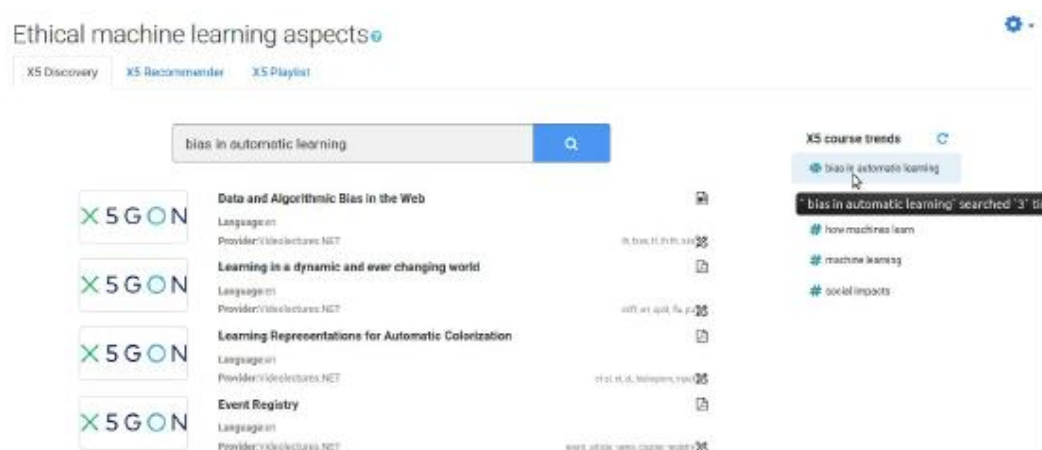 Ethical machine learning aspects
X5 Discovery X5 Recommender X5 Playlist
bias in automatic learning
X5GON
Data and Algorithmic Bias in the Web
Language:en
Provider:Videolectures.NET
X5GON
Learning in a dynamic and ever changing world
Language:en
Provider:Videolectures.NET
X5GON
Learning Representations for Automatic Colorization
Language:en
Provider:Videolectures.NET
X5GON
Event Registry
Language:en
Provider:Videolectures.NET
X5 course trends
bias in automatic learning
` bias in automatic learning` searched `3` ti
# how machines learn
# machine learning
# social impacts